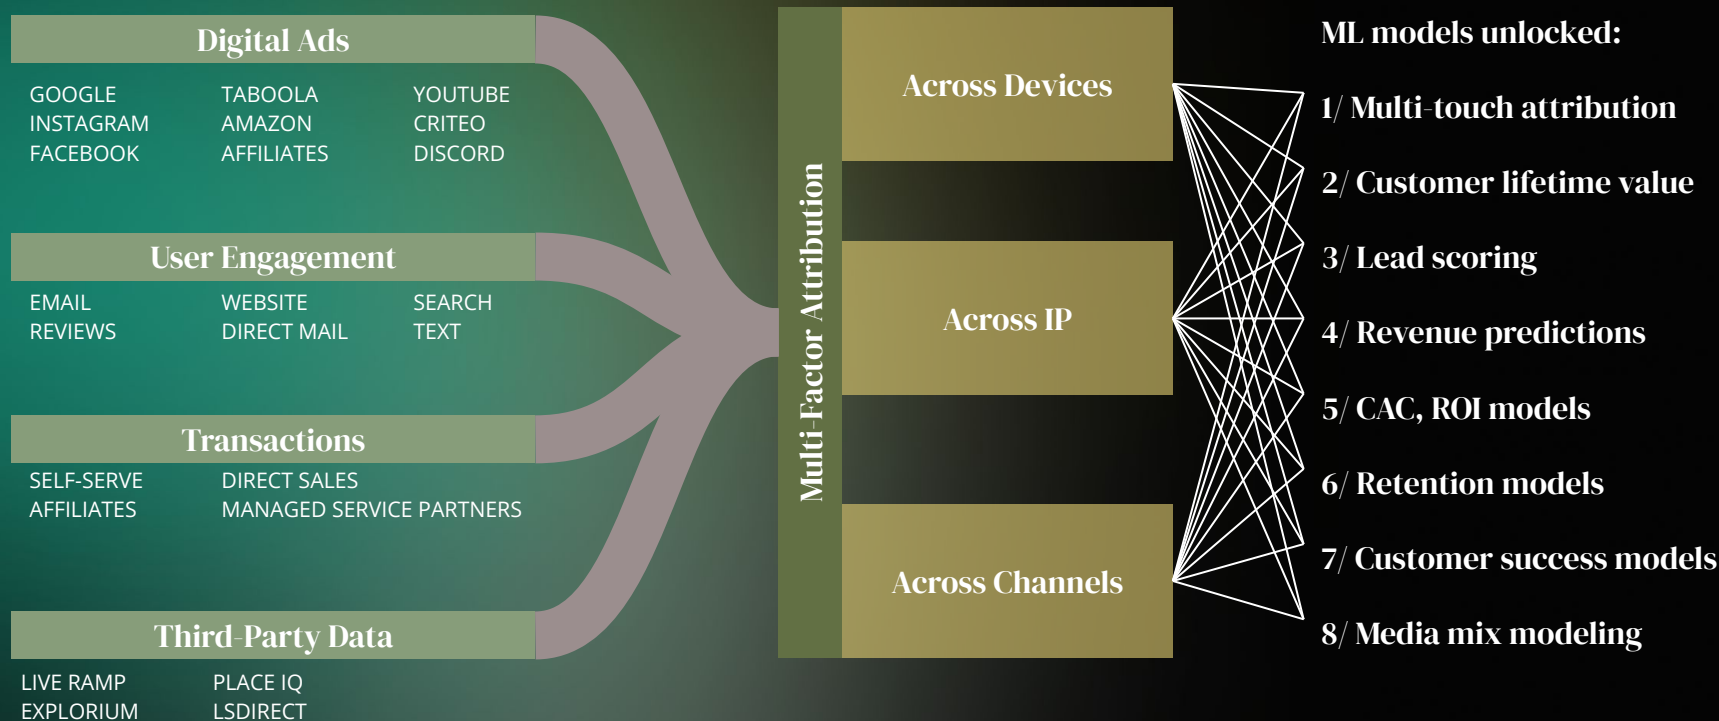 Digital Ads
GOOGLE TABOOLA YOUTUBE
INSTAGRAM AMAZON CRITEO
FACEBOOK AFFILIATES DISCORD
User Engagement
EMAIL WEBSITE SEARCH
REVIEWS DIRECT MAIL TEXT
Transactions
SELF-SERVE DIRECT SALES
AFFILIATES MANAGED SERVICE PARTNERS
Third-Party Data
LIVE RAMP PLACE IQ
EXPLORIUM LSDIRECT
Multi-Factor Attribution
Across Devices
Across IP
Across Channels
ML models unlocked:
1/ Multi-touch attribution
2/ Customer lifetime value
3/ Lead scoring
4/ Revenue predictions
5/ CAC, ROI models
6/ Retention models
7/ Customer success models
8/ Media mix modeling